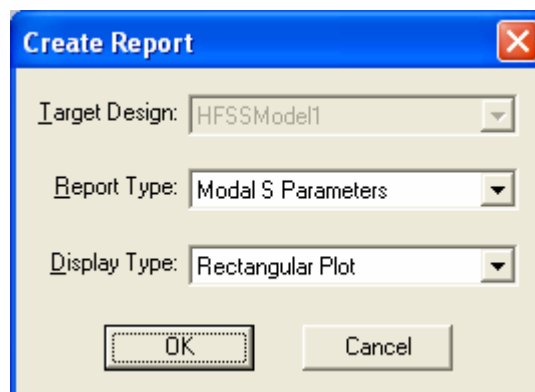 Create Report
Target Design: HFSSModel1
Report Type: Modal S Parameters
Display Type: Rectangular Plot
OK Cancel